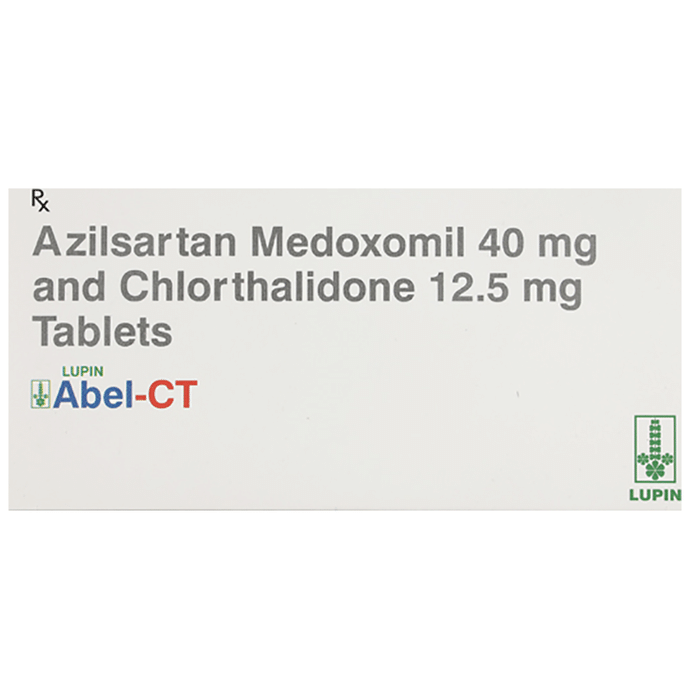 Rx
Azilsartan Medoxomil 40 mg
and Chlorthalidone 12.5 mg
Tablets
LUPIN
Abel-CT
LUPIN